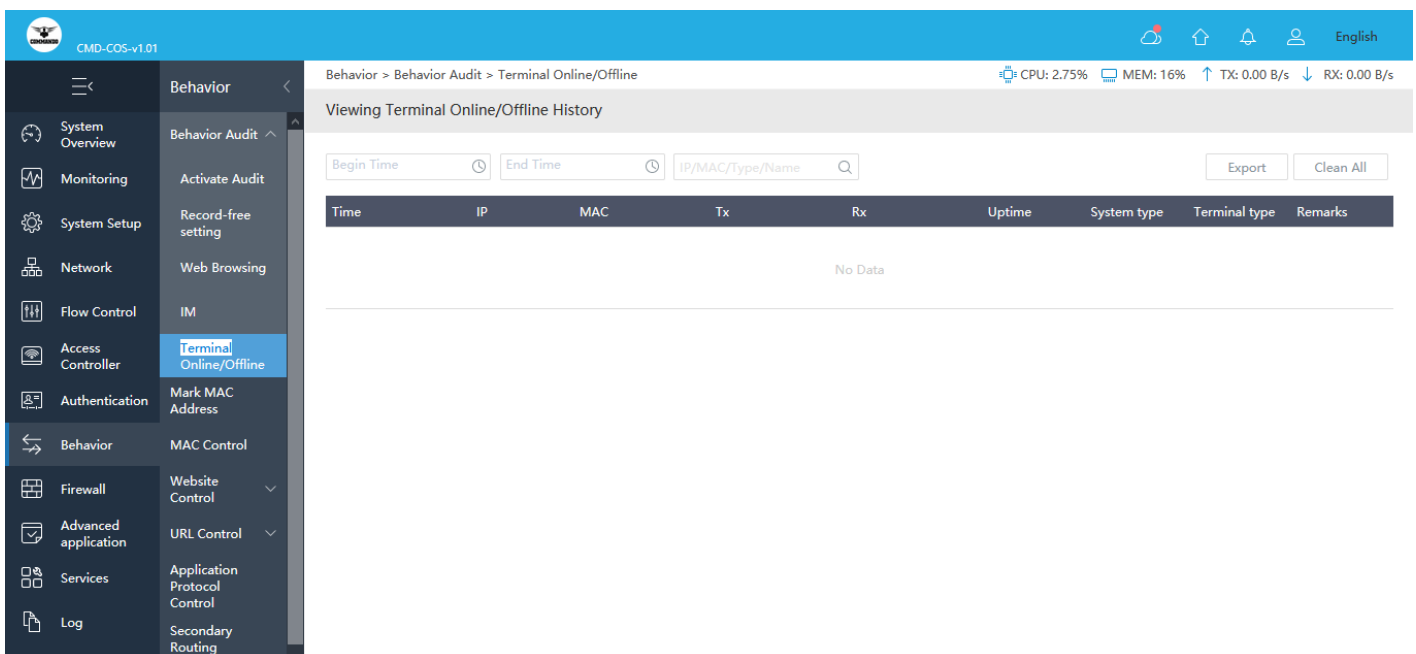 COMMANDO
CMD-COS-v1.01
English
Behavior
Behavior > Behavior Audit > Terminal Online/Offline
CPU: 2.75%
MEM: 16%
TX: 0.00 B/s
RX: 0.00 B/s
Viewing Terminal Online/Offline History
System
Overview
Monitoring
System Setup
Network
Flow Control
Access
Controller
Authentication
Behavior
Firewall
Advanced
application
Services
Log
Behavior Audit
Activate Audit
Record-free
setting
Web Browsing
IM
Terminal
Online/Offline
Mark MAC
Address
MAC Control
Website
Control
URL Control
Application
Protocol
Control
Secondary
Routing
Begin Time
End Time
IP/MAC/Type/Name
Export
Clean All
Time IP MAC Tx Rx Uptime System type Terminal type Remarks
No Data